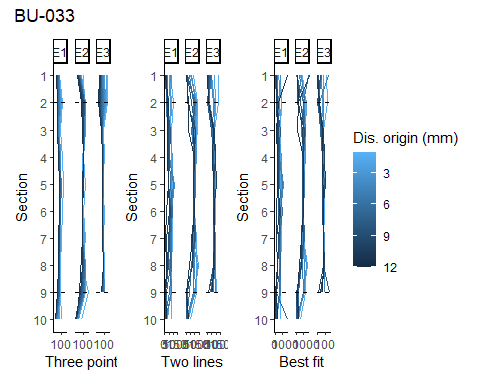 BU-033
E1 E2 E3 E1 E2 E3 E1 E2 E3
1 1 1
2 2 2
3 3 3
4 4 4
5 5 5
6 6 6
7 7 7
8 8 8
9 9 9
10 10 10
Section Section Section
100 100 100
Three point Two lines Best fit
Dis. origin (mm)
3
6
9
12